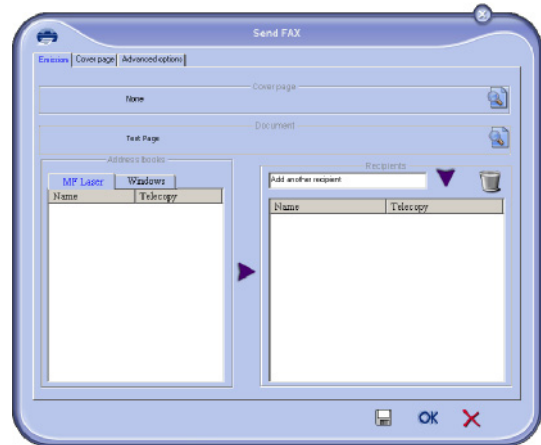 Send FAX
Emission Cover page Advanced options
Cover page
None
Document
Test Page
Address books
Recipients
MF Laser Windows
Add another recipient
Name Telecopy
Name Telecopy
OK